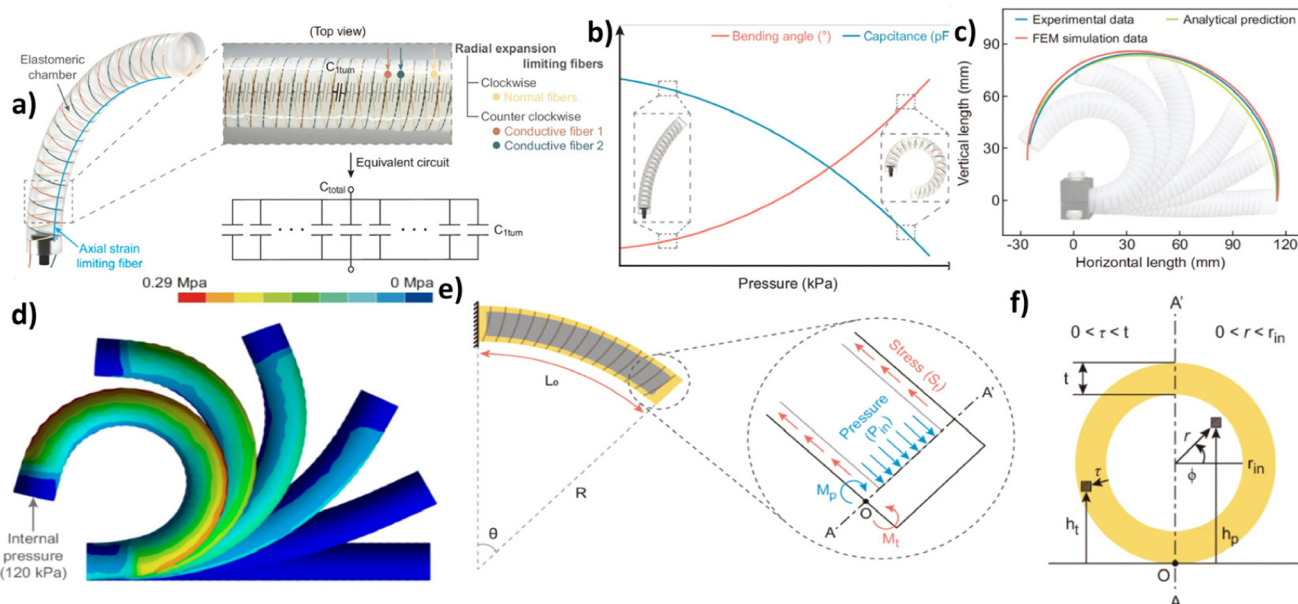 a)
Elastomeric
chamber
Axial strain
limiting fiber
(Top view)
C1turn
Radial expansion
limiting fibers
Clockwise
Normal fibers
Counter clockwise
Conductive fiber 1
Conductive fiber 2
Equivalent circuit
Ctotal
C1turn
b)
Bending angle (°)
Capcitance (pF
Pressure (kPa)
c)
Experimental data
Analytical prediction
FEM simulation data
Vertical length (mm)
90
60
30
0
-30
0
30
60
90
120
Horizontal length (mm)
0.29 Mpa
0 Mpa
d)
Internal
pressure
(120 kPa)
e)
Lo
R
θ
Stress (St)
Pressure
(Pin)
A'
Mp
O
A'
Mt
f)
A'
0 < τ < t
0 < r < rin
t
r
rin
ϕ
τ
ht
hp
O
A